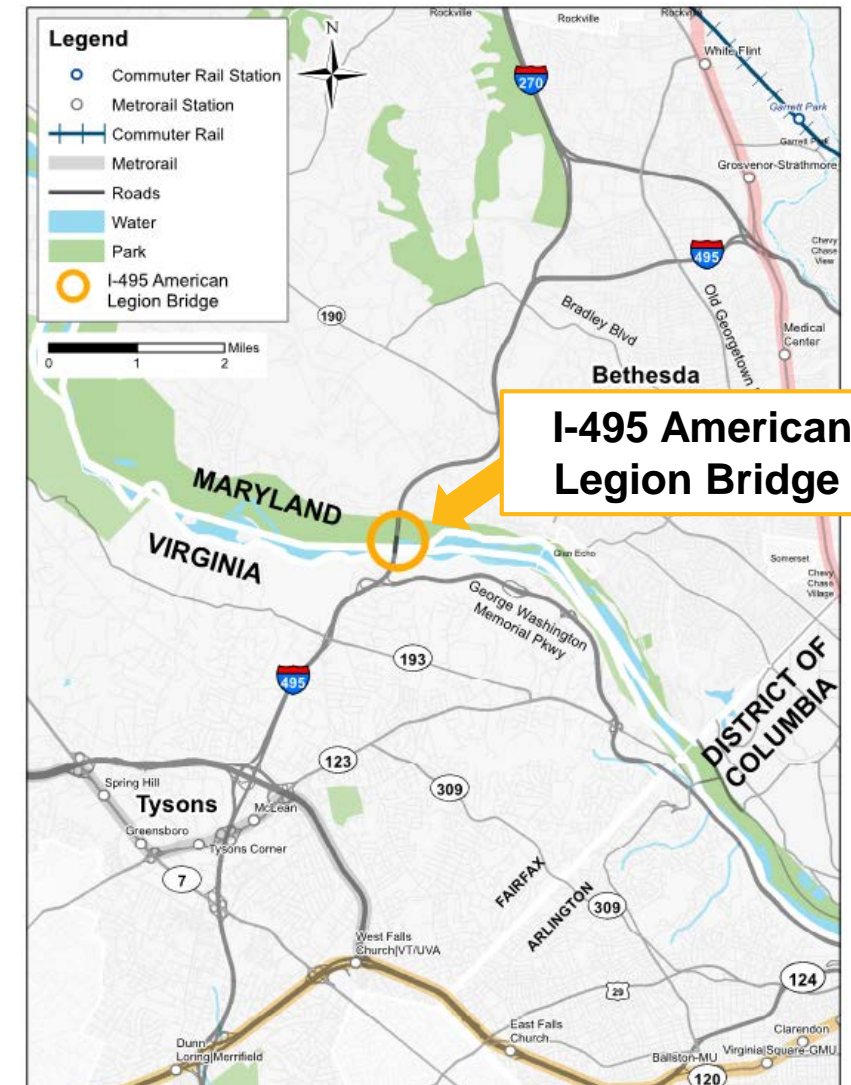 Rockville
Rockville
Legend
N
Commuter Rail Station
Metrorail Station
Commuter Rail
Metrorail
Roads
Water
Park
I-495 American
Legion Bridge
Miles
0
1
2
270
White Flint
Garrett Park
Grosvenor-Strathmore
495
Chevy
Chase
View
190
Bradley Blvd
Old Georgetown
Medical
Center
Bethesda
I-495 American
Legion Bridge
MARYLAND
VIRGINIA
Glen Echo
Somerset
Chevy
Chase
Village
George Washington
Memorial Pkwy
193
495
DISTRICT OF
COLUMBIA
123
309
Spring Hill
Tysons
McLean
Greensboro
Tysons Corner
7
FAIRFAX
ARLINGTON
309
West Falls
Church|VT/UVA
29
124
East Falls
Church
Clarendon
Dunn
Loring|Merrifield
Ballston-MU
Virginia|Square-GMU
120